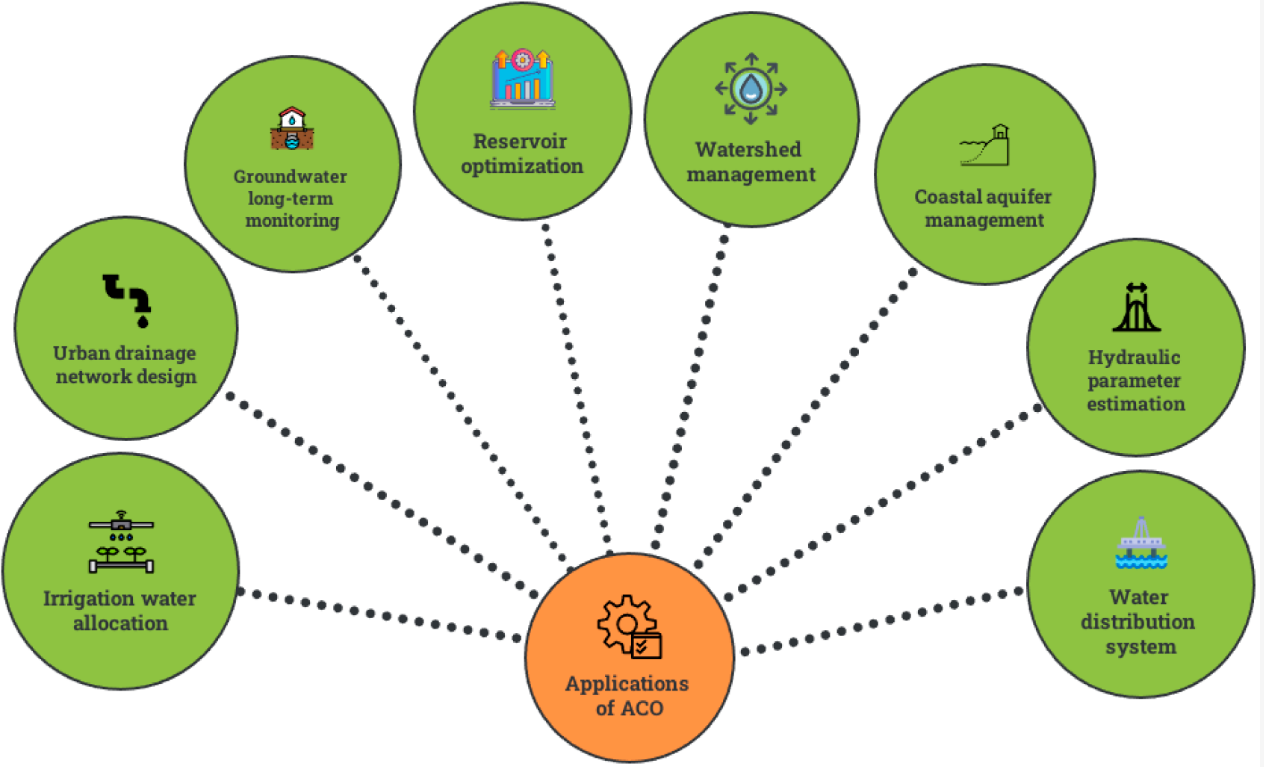 Reservoir
optimization
Watershed
management
Groundwater
long-term
monitoring
Coastal aquifer
management
Urban drainage
network design
Hydraulic
parameter
estimation
Irrigation water
allocation
Water
distribution
system
Applications
of ACO